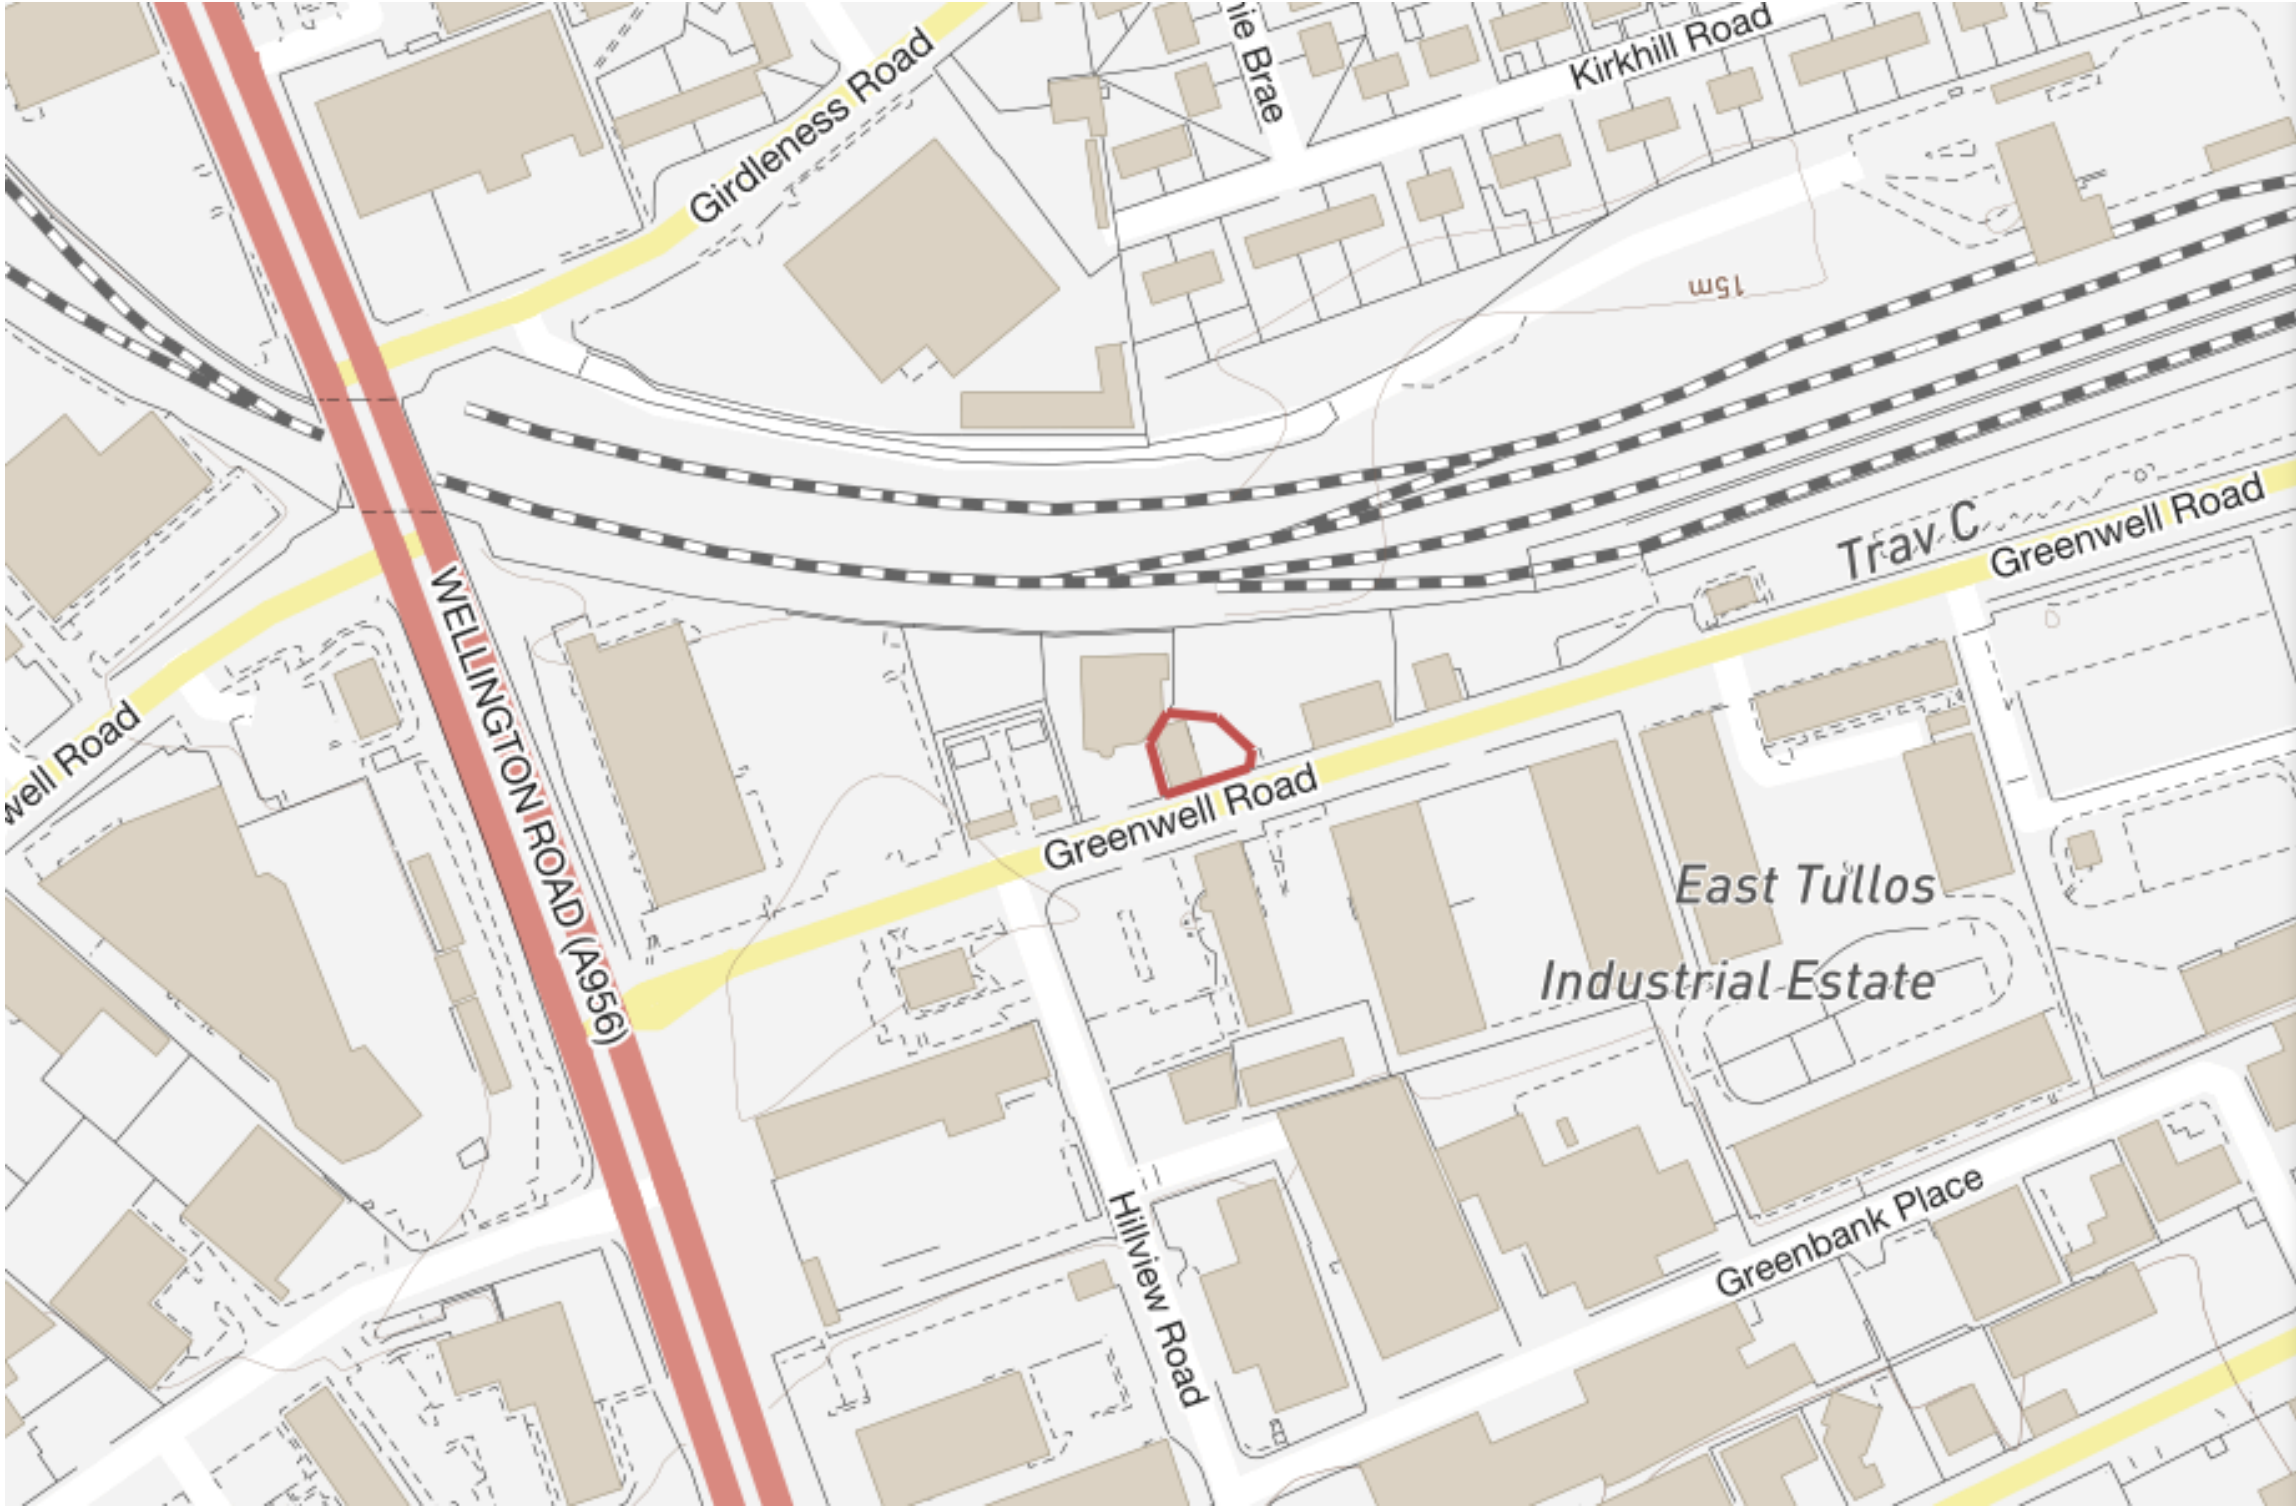 nie Brae
Kirkhill Road
Girdleness Road
15m
Trav C
Greenwell Road
WELLINGTON ROAD (A956)
well Road
Greenwell Road
East Tullos
Industrial Estate
Hillview Road
Greenbank Place